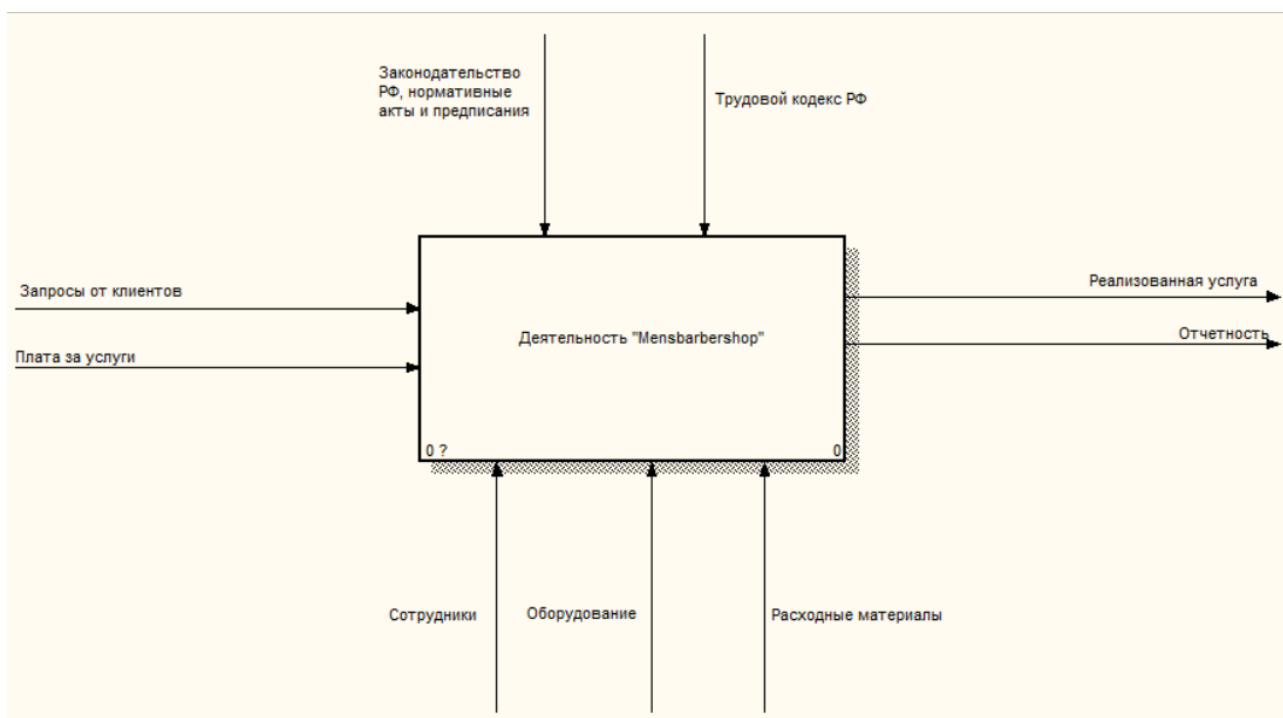 Законодательство
РФ, нормативные
акты и предписания
Трудовой кодекс РФ
Запросы от клиентов
Плата за услуги
Деятельность "Mensbarbershop"
0 ?
0
Реализованная услуга
Отчетность
Сотрудники
Оборудование
Расходные материалы